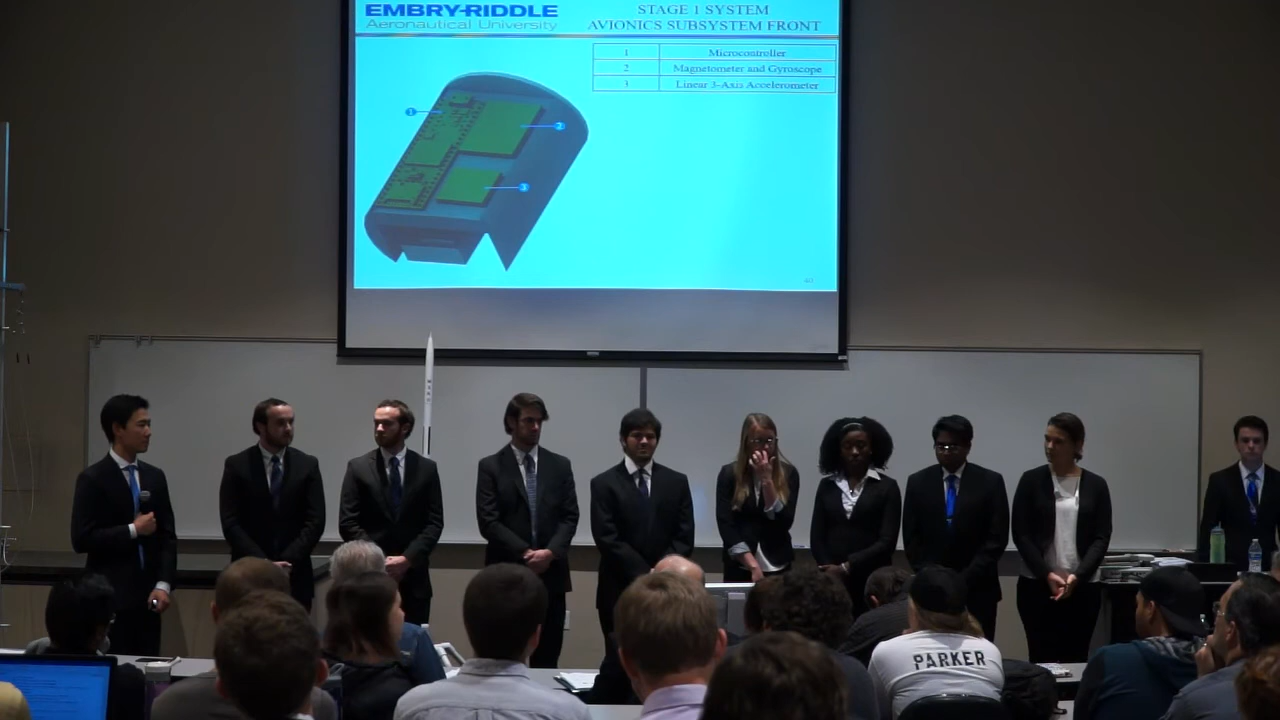 EMBRY-RIDDLE
Aeronautical University
STAGE 1 SYSTEM
AVIONICS SUBSYSTEM FRONT
1 Microcontroller
2 Magnetometer and Gyroscope
3 Linear 3-Axis Accelerometer
1
2
3
PARKER